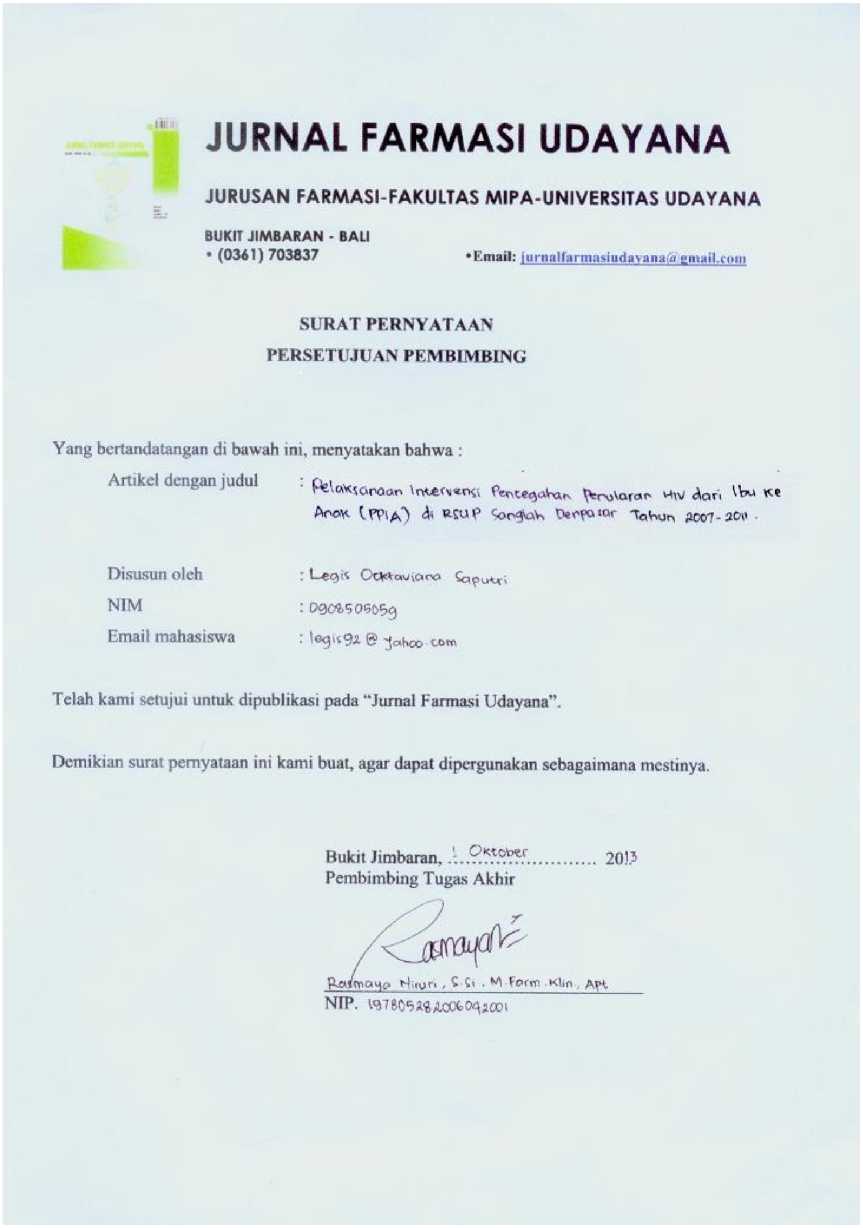 JURNAL FARMASI UDAYANA
JURUSAN FARMASI-FAKULTAS MIPA-UNIVERSITAS UDAYANA
BUKIT JIMBARAN - BALI
• (0361) 703837 •Email: jurnalfarmasiudayana@gmail.com
SURAT PERNYATAAN
PERSETUJUAN PEMBIMBING
Yang bertandatangan di bawah ini, menyatakan bahwa :
Artikel dengan judul : Pelaksanaan Intervensi Pencegahan Penularan HIV dari Ibu ke
Anak (PPIA) di RSUP Sanglah Denpasar Tahun 2007-2011.
Disusun oleh : Legis Ocktaviana Saputri
NIM : 0908505059
Email mahasiswa : legis92@yahoo.com
Telah kami setujui untuk dipublikasi pada “Jurnal Farmasi Udayana”.
Demikian surat pernyataan ini kami buat, agar dapat dipergunakan sebagaimana mestinya.
Bukit Jimbaran, 1 Oktober 2013
Pembimbing Tugas Akhir
Rasmaya Niruri, S.Si., M.Farm.Klin., Apt
NIP. 197805282006042001